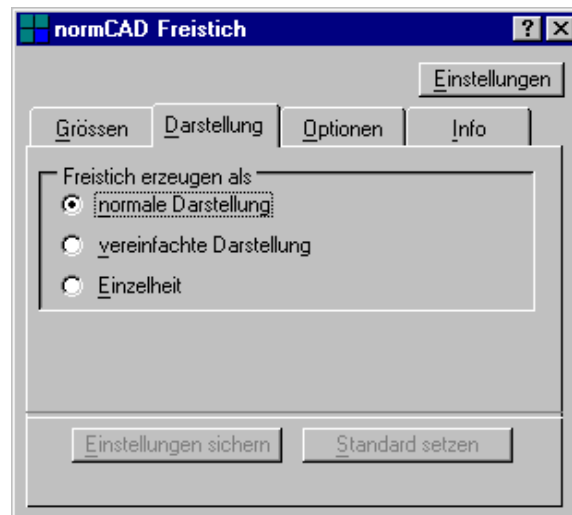 normCAD Freistich
Einstellungen
Grössen Darstellung Optionen Info
Freistich erzeugen als
normale Darstellung
vereinfachte Darstellung
Einzelheit
Einstellungen sichern Standard setzen